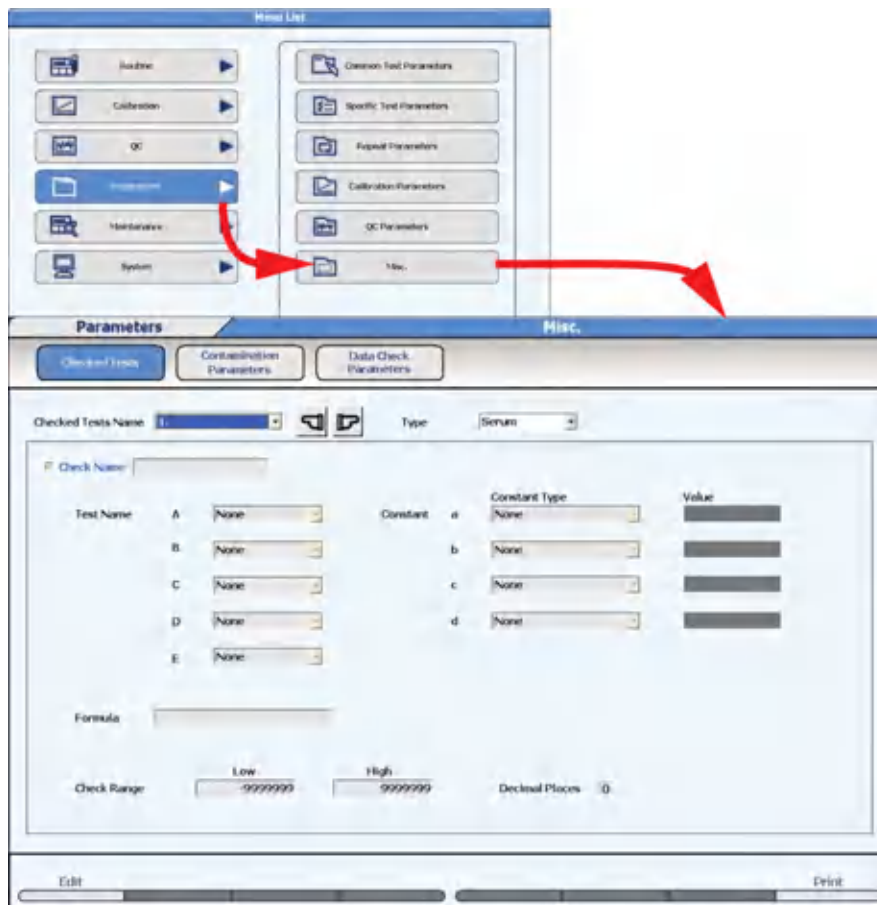 Menu List
Routine
Common Test Parameters
Calibration
Specific Test Parameters
QC
Repeat Parameters
Parameters
Calibration Parameters
Maintenance
QC Parameters
System
Misc.
Parameters
Misc.
Checked Tests
Contamination
Parameters
Data Check
Parameters
Checked Tests Name 1. Type Serum
Check Name
Constant Type Value
Test Name A None Constant a None
B None b None
C None c None
D None d None
E None
Formula
Low High
Check Range -9999999 9999999 Decimal Places 0
Edit Print